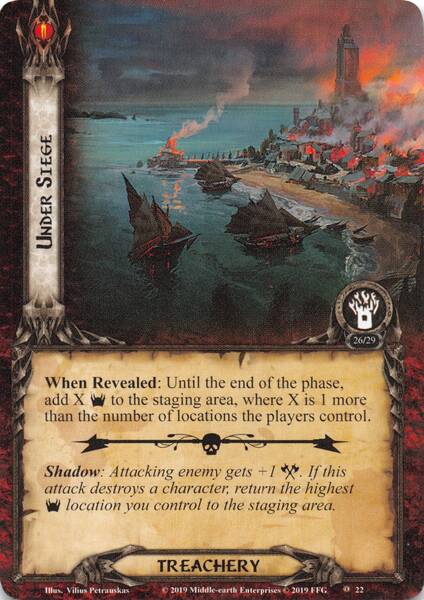 UNDER SIEGE
26/29
When Revealed: Until the end of the phase,
add X to the staging area, where X is 1 more
than the number of locations the players control.
Shadow: Attacking enemy gets +1 . If this
attack destroys a character, return the highest
location you control to the staging area.
TREACHERY
Illus. Vilius Petrauskas © 2019 Middle-earth Enterprises © 2019 FFG 22